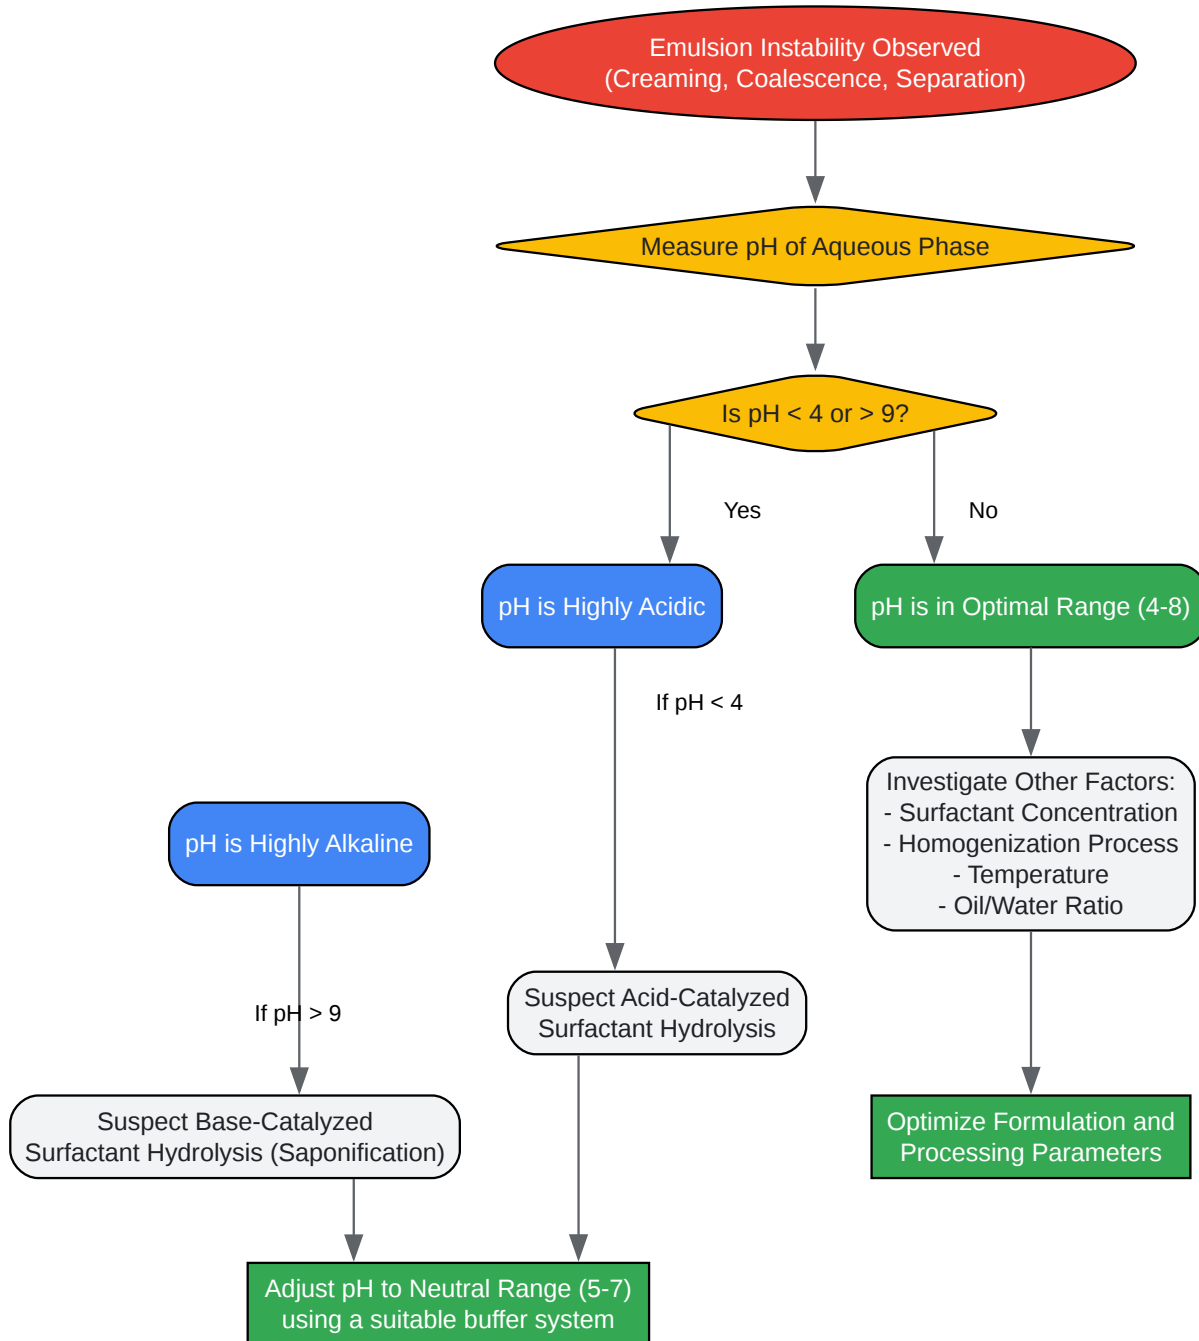 Emulsion Instability Observed
(Creaming, Coalescence, Separation)
Measure pH of Aqueous Phase
Is pH < 4 or > 9?
Yes
No
pH is Highly Acidic
pH is in Optimal Range (4-8)
If pH < 4
Investigate Other Factors:
- Surfactant Concentration
- Homogenization Process
- Temperature
- Oil/Water Ratio
pH is Highly Alkaline
Suspect Acid-Catalyzed
Surfactant Hydrolysis
If pH > 9
Suspect Base-Catalyzed
Surfactant Hydrolysis (Saponification)
Optimize Formulation and
Processing Parameters
Adjust pH to Neutral Range (5-7)
using a suitable buffer system